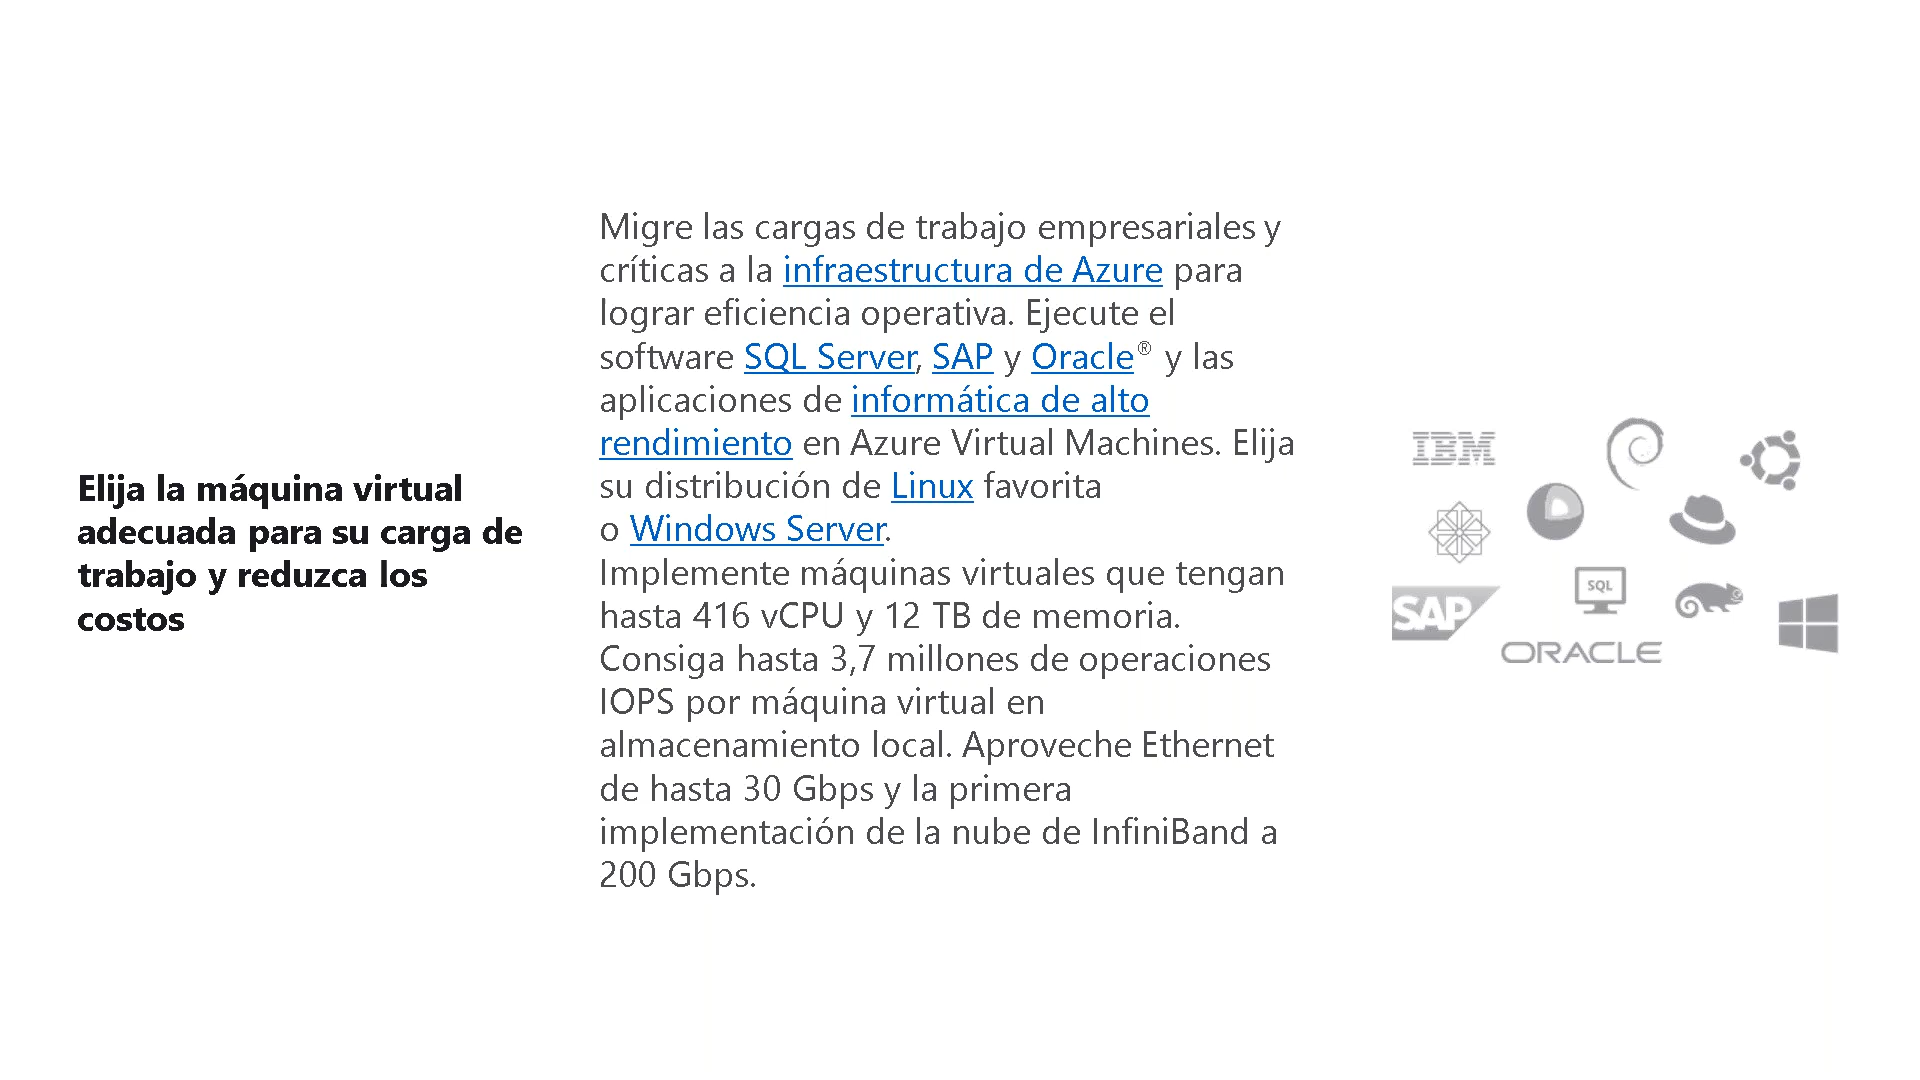 Elija la máquina virtual
adecuada para su carga de
trabajo y reduzca los
costos
Migre las cargas de trabajo empresariales y
críticas a la infraestructura de Azure para
lograr eficiencia operativa. Ejecute el
software SQL Server, SAP y Oracle® y las
aplicaciones de informática de alto
rendimiento en Azure Virtual Machines. Elija
su distribución de Linux favorita
o Windows Server.
Implemente máquinas virtuales que tengan
hasta 416 vCPU y 12 TB de memoria.
Consiga hasta 3,7 millones de operaciones
IOPS por máquina virtual en
almacenamiento local. Aproveche Ethernet
de hasta 30 Gbps y la primera
implementación de la nube de InfiniBand a
200 Gbps.
IBM
SQL
SAP
ORACLE